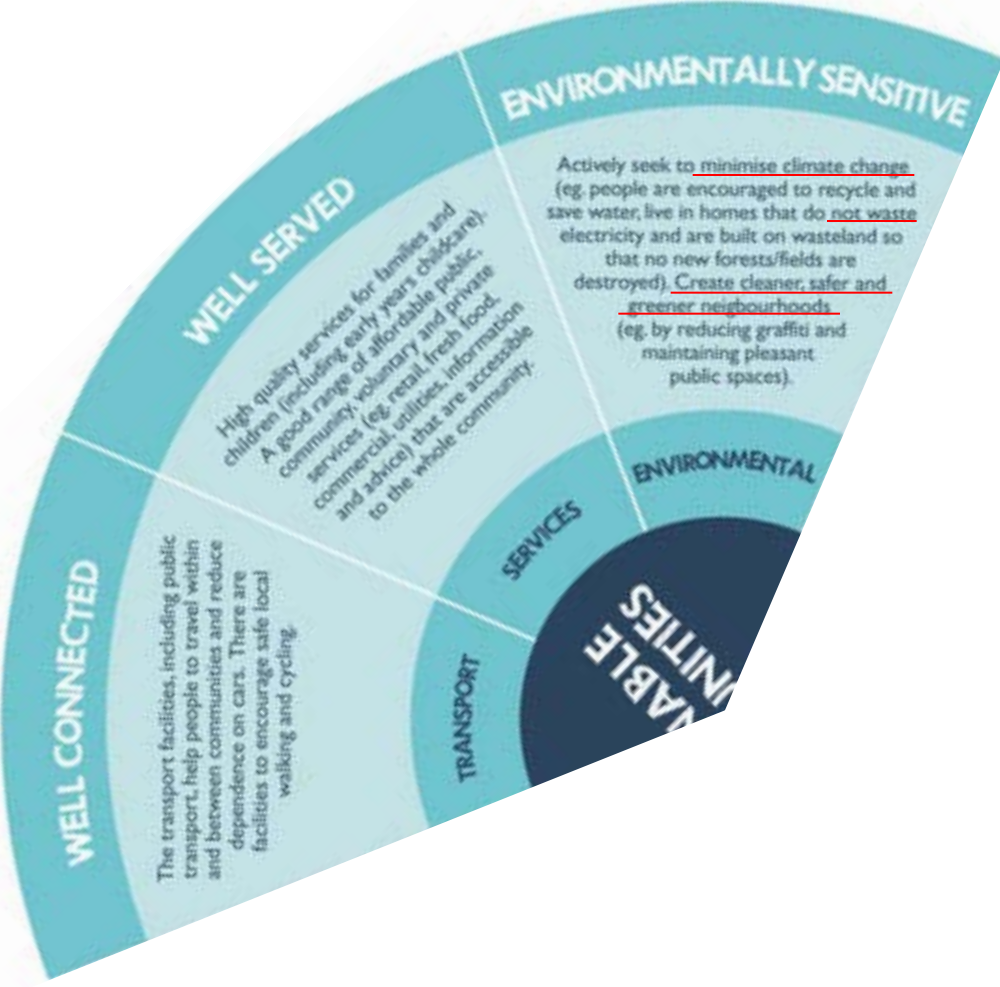 ENVIRONMENTALLY SENSITIVE
Actively seek to minimise climate change
(eg. people are encouraged to recycle and
save water, live in homes that do not waste
electricity and are built on wasteland so
that no new forests/fields are
destroyed). Create cleaner, safer and
greener neigbourhoods
(eg. by reducing graffiti and
maintaining pleasant
public spaces).
ENVIRONMENTAL
WELL SERVED
High quality services for families and
children (including early years childcare).
A good range of affordable public,
community, voluntary and private
services (eg. retail, fresh food,
commercial, utilities, information
and advice) that are accessible
to the whole community.
SERVICES
WELL CONNECTED
The transport facilities, including public
transport, help people to travel within
and between communities and reduce
dependence on cars. There are
facilities to encourage safe local
walking and cycling.
TRANSPORT
NABLE
NITIES